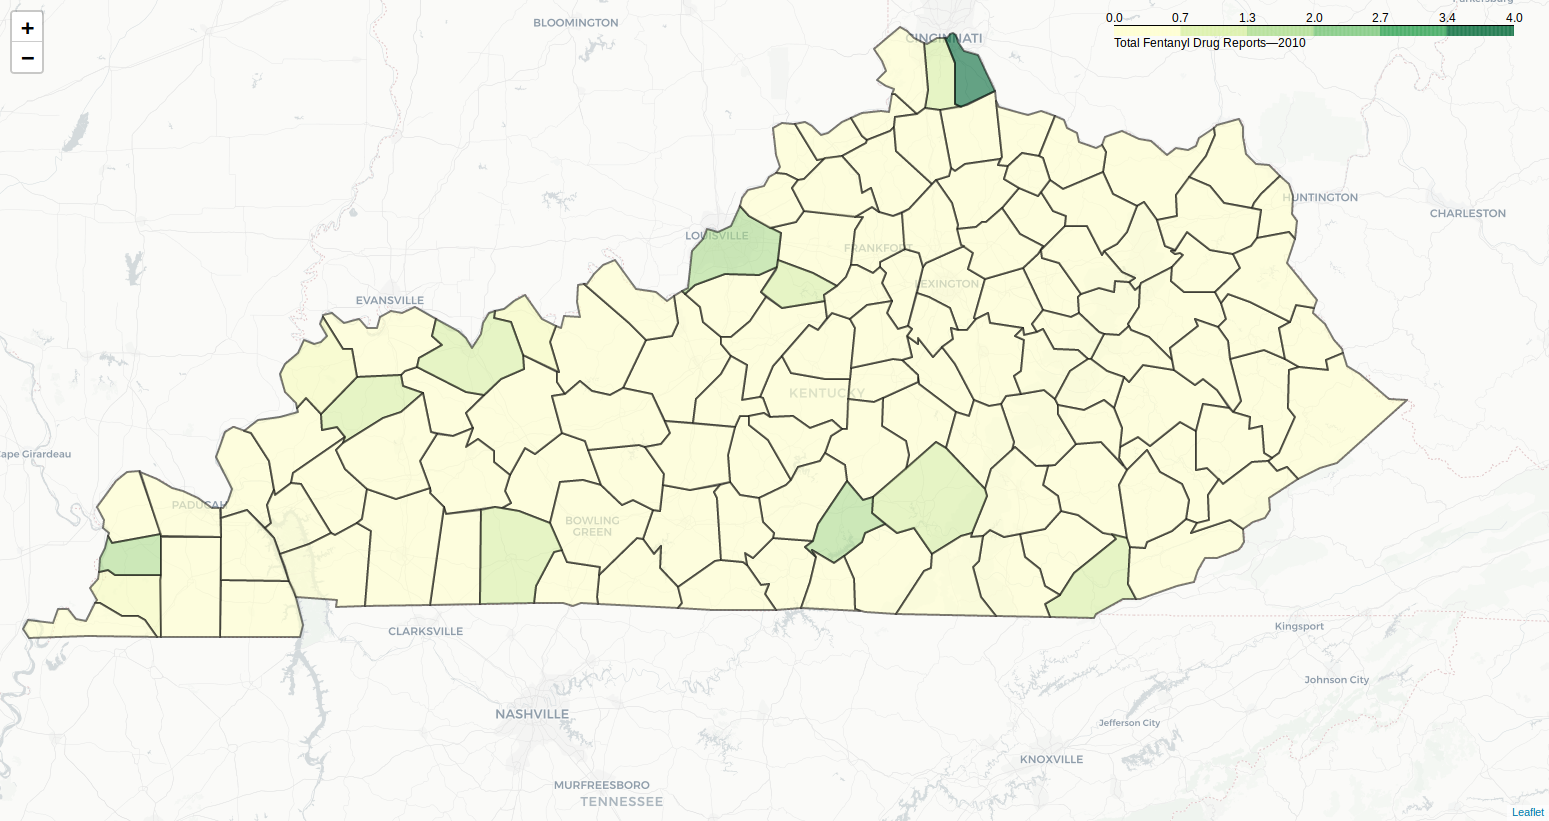 +
−
BLOOMINGTON
CINCINNATI
0.0 0.7 1.3 2.0 2.7 3.4 4.0
Total Fentanyl Drug Reports—2010
HUNTINGTON
CHARLESTON
LOUISVILLE
FRANKFORT
LEXINGTON
EVANSVILLE
KENTUCKY
Cape Girardeau
PADUCAH
BOWLING
GREEN
CLARKSVILLE
Kingsport
Johnson City
NASHVILLE
Jefferson City
KNOXVILLE
MURFREESBORO
TENNESSEE
Leaflet